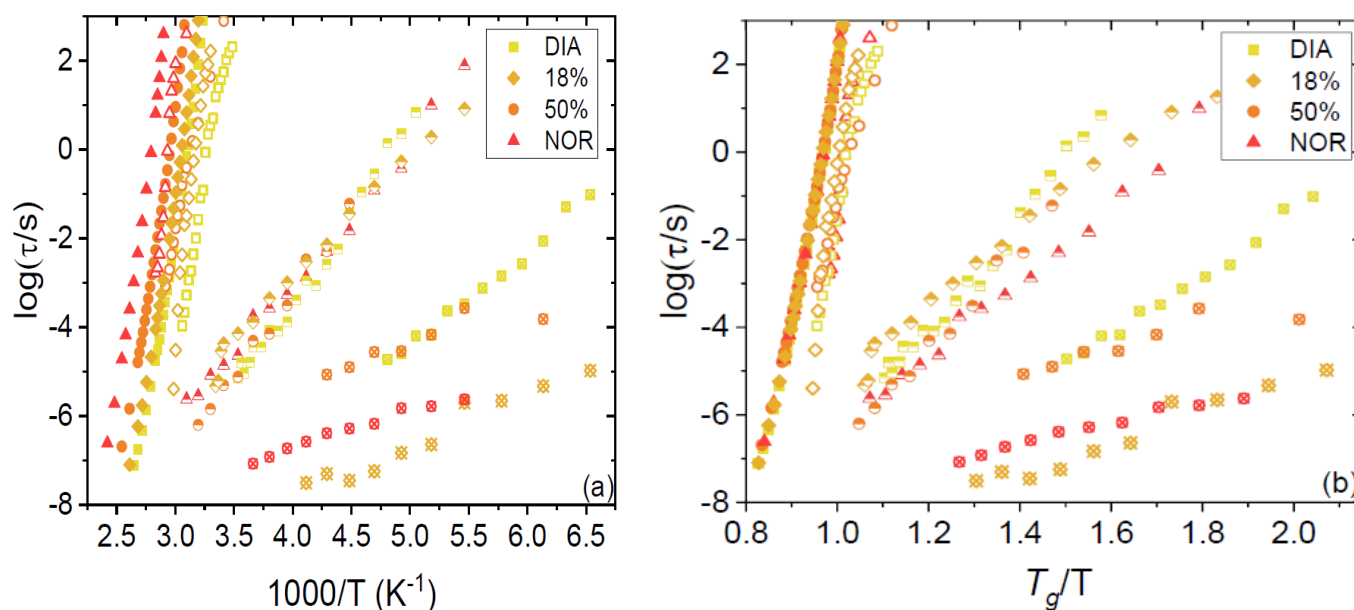 2
0
-2
-4
-6
-8
log(τ/s)
DIA
18%
50%
NOR
(a)
2.5 3.0 3.5 4.0 4.5 5.0 5.5 6.0 6.5
1000/T (K⁻¹)
2
0
-2
-4
-6
-8
log(τ/s)
DIA
18%
50%
NOR
(b)
0.8 1.0 1.2 1.4 1.6 1.8 2.0
Tg/T